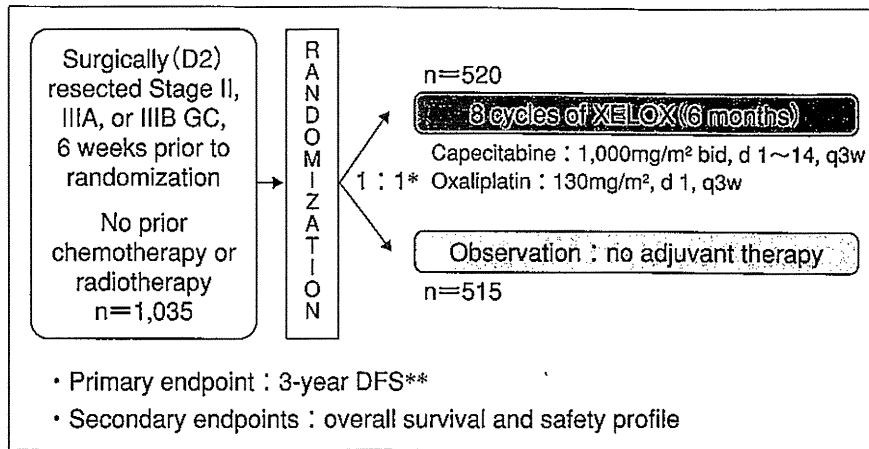 Surgically(D2)
resected Stage II,
IIIA, or IIIB GC,
6 weeks prior to
randomization
No prior
chemotherapy or
radiotherapy
n=1,035
RANDOMIZATION
1:1*
n=520
8 cycles of XELOX(6 months)
Capecitabine:1,000mg/m² bid, d 1~14, q3w
Oxaliplatin:130mg/m², d 1, q3w
Observation:no adjuvant therapy
n=515
・Primary endpoint:3-year DFS**
・Secondary endpoints:overall survival and safety profile